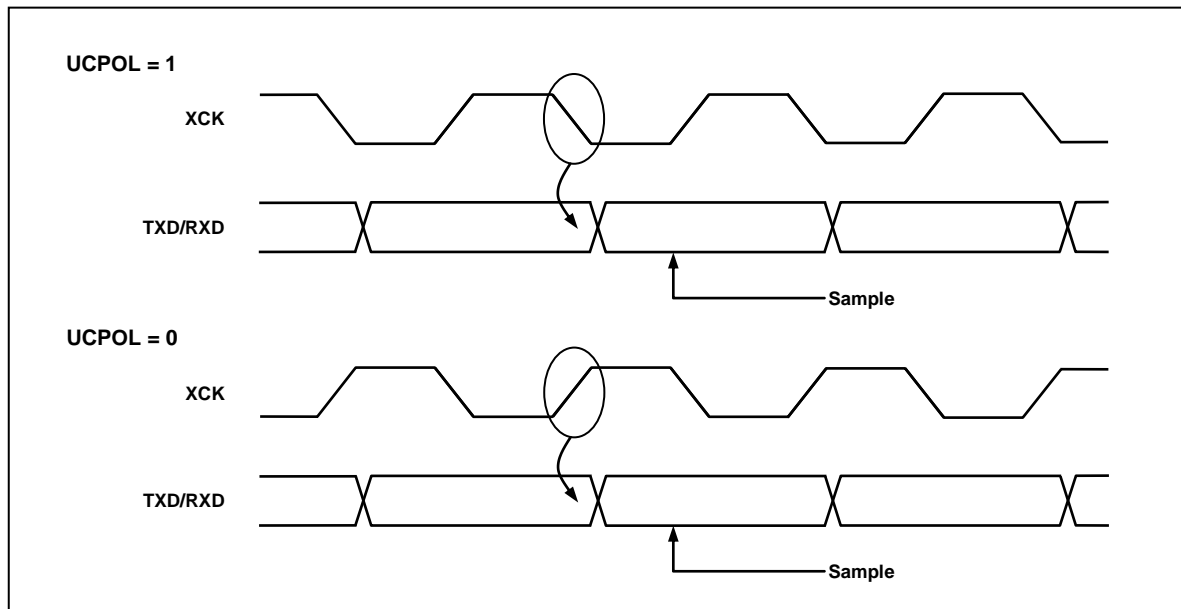 UCPOL = 1
XCK
TXD/RXD
Sample
UCPOL = 0
XCK
TXD/RXD
Sample